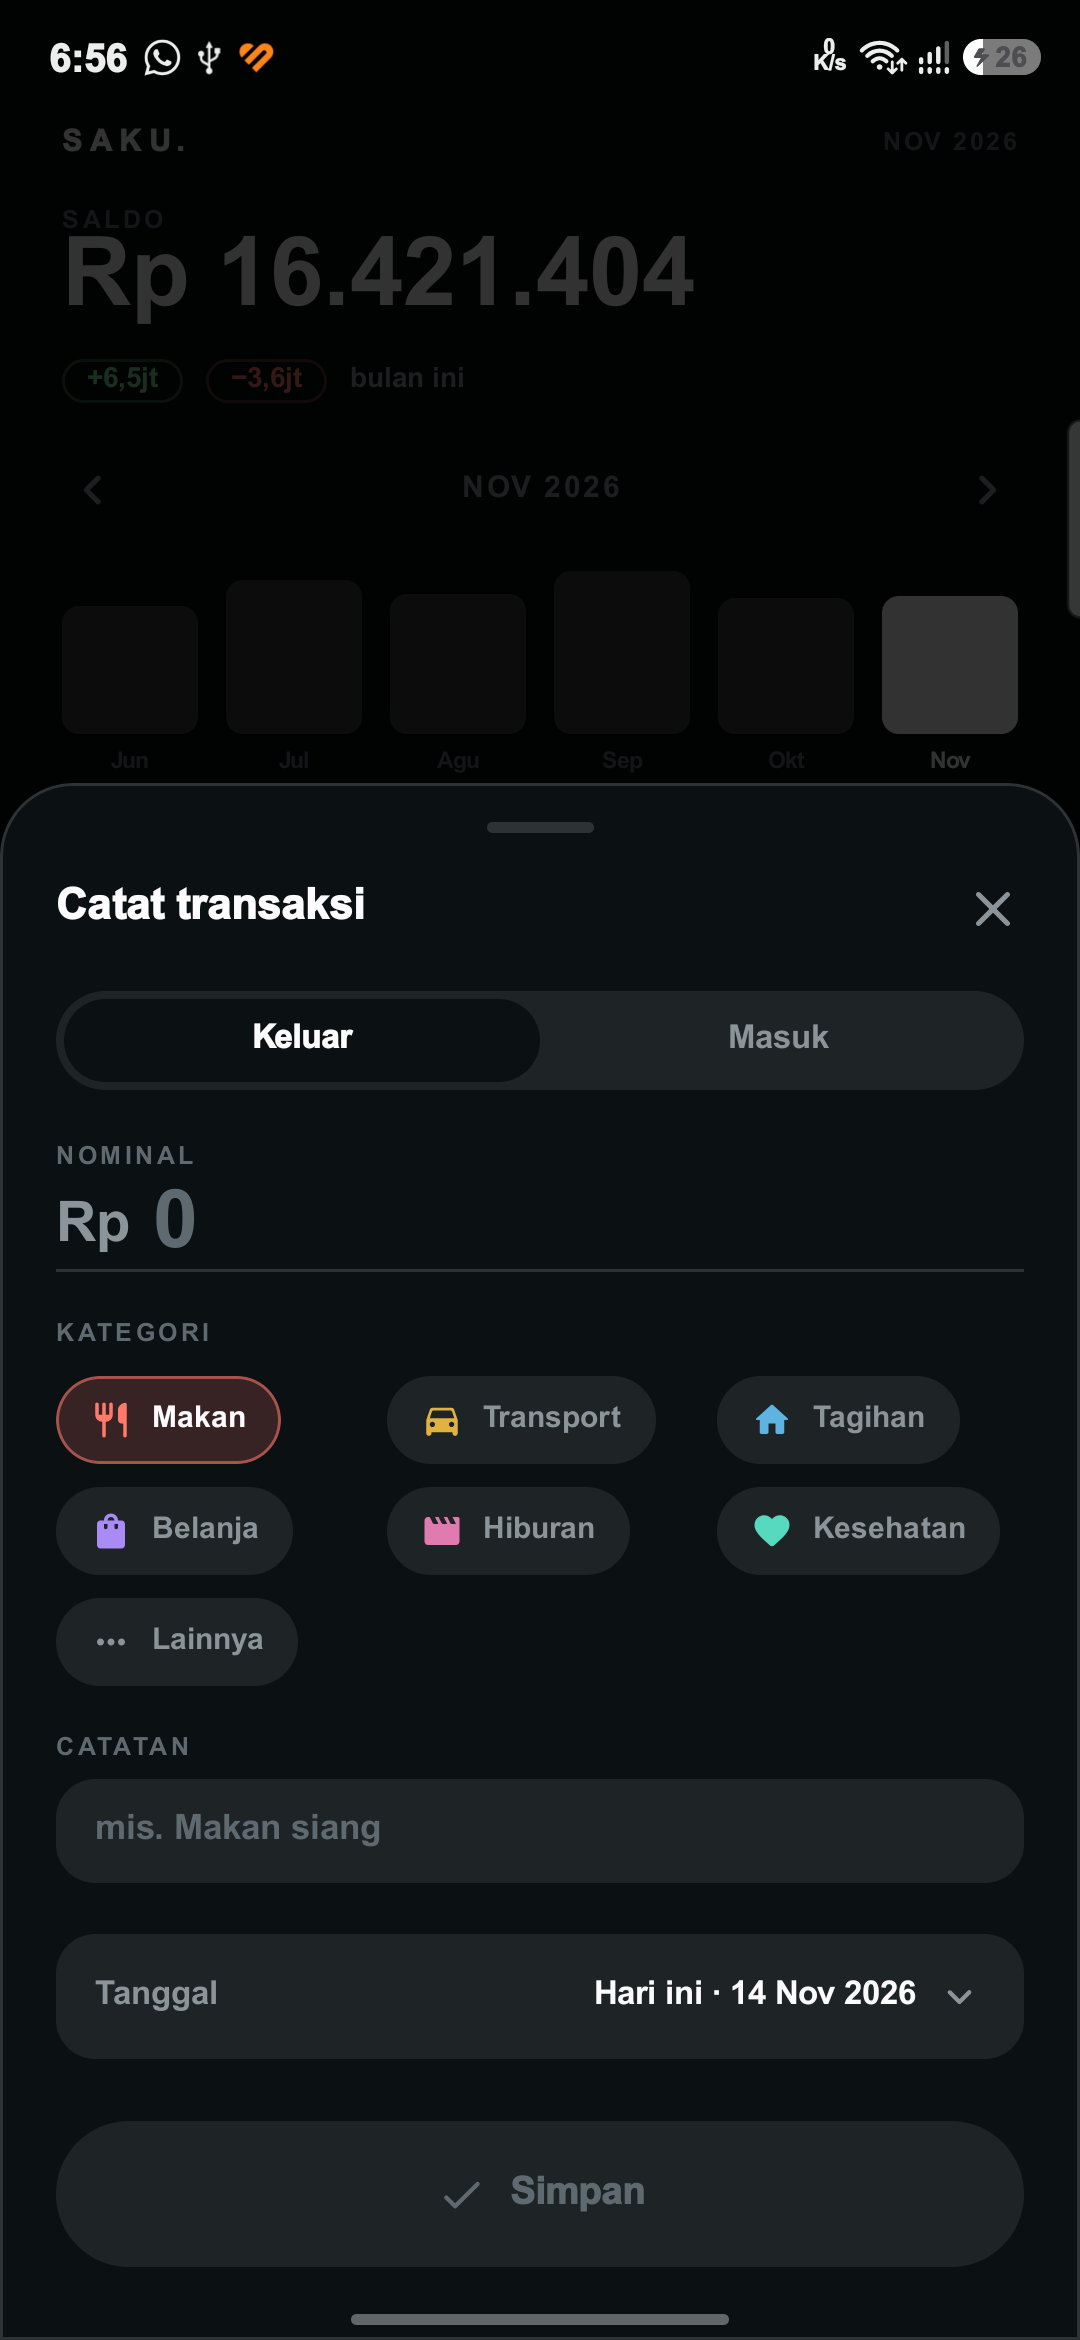 6:56
0 K/s
26
SAKU.
NOV 2026
SALDO
Rp 16.421.404
+6,5jt
−3,6jt
bulan ini
NOV 2026
Jun
Jul
Agu
Sep
Okt
Nov
Catat transaksi
Keluar
Masuk
NOMINAL
Rp 0
KATEGORI
Makan
Transport
Tagihan
Belanja
Hiburan
Kesehatan
Lainnya
CATATAN
mis. Makan siang
Tanggal
Hari ini · 14 Nov 2026
Simpan